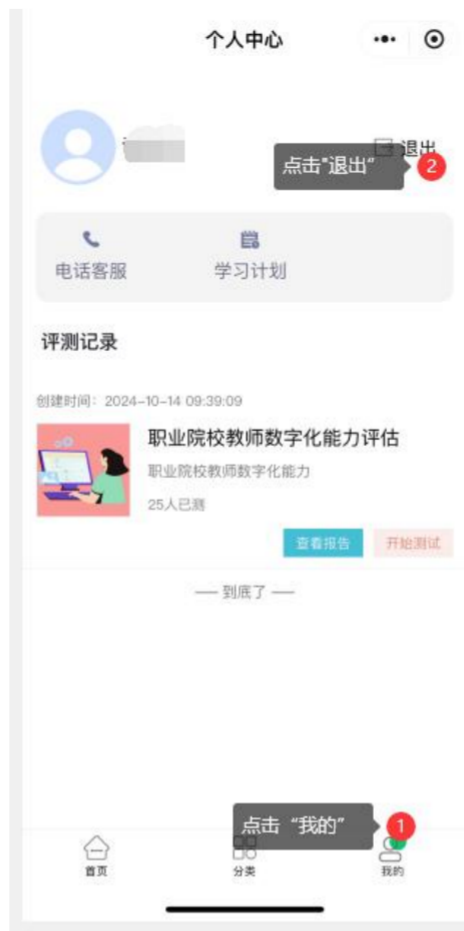 个人中心
退出
点击"退出"
2
电话客服 学习计划
评测记录
创建时间：2024-10-14 09:39:09
职业院校教师数字化能力评估
职业院校教师数字化能力
25人已测
查看报告 开始测试
到底了
点击 “我的” 1
首页 分类 我的